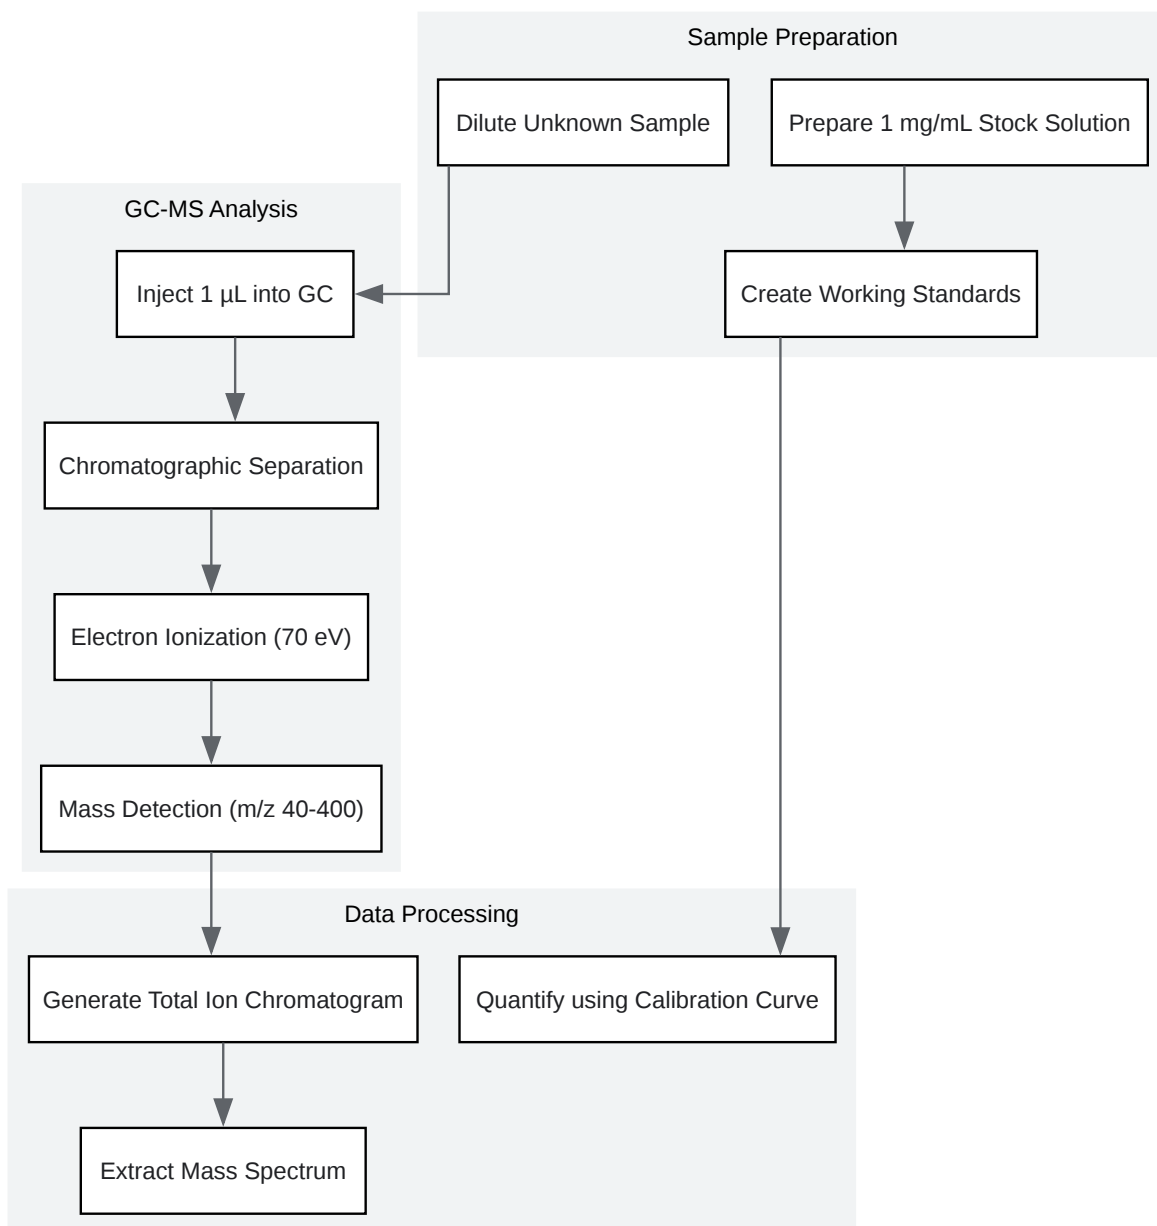 Sample Preparation
Dilute Unknown Sample
Prepare 1 mg/mL Stock Solution
GC-MS Analysis
Inject 1 µL into GC
Create Working Standards
Chromatographic Separation
Electron Ionization (70 eV)
Mass Detection (m/z 40-400)
Data Processing
Generate Total Ion Chromatogram
Quantify using Calibration Curve
Extract Mass Spectrum